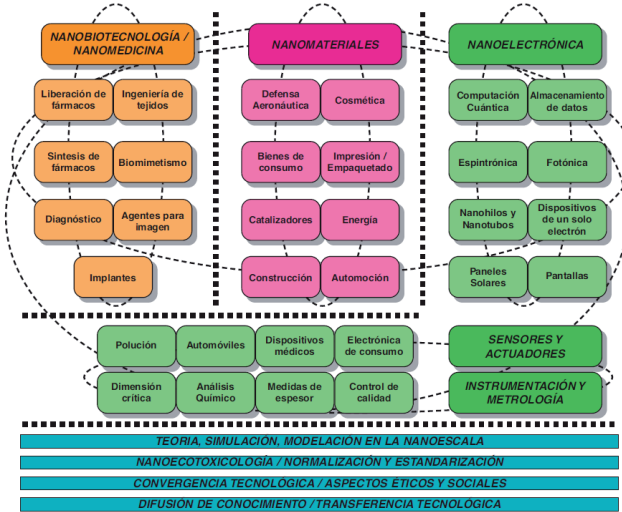 NANOBIOTECNOLOGÍA /
NANOMEDICINA
Liberación de
fármacos
Ingeniería de
tejidos
Síntesis de
fármacos
Biomimetismo
Diagnóstico
Agentes para
imagen
Implantes
NANOMATERIALES
Defensa
Aeronáutica
Cosmética
Bienes de
consumo
Impresión /
Empaquetado
Catalizadores
Energía
Construcción
Automoción
NANOELECTRÓNICA
Computación
Cuántica
Almacenamiento
de datos
Espintrónica
Fotónica
Nanohilos y
Nanotubos
Dispositivos
de un solo
electrón
Paneles
Solares
Pantallas
Polución
Automóviles
Dispositivos
médicos
Electrónica
de consumo
SENSORES Y
ACTUADORES
Dimensión
crítica
Análisis
Químico
Medidas de
espesor
Control de
calidad
INSTRUMENTACIÓN Y
METROLOGÍA
TEORIA, SIMULACIÓN, MODELACIÓN EN LA NANOESCALA
NANOECOTOXICOLOGÍA / NORMALIZACIÓN Y ESTANDARIZACIÓN
CONVERGENCIA TECNOLÓGICA / ASPECTOS ÉTICOS Y SOCIALES
DIFUSIÓN DE CONOCIMIENTO / TRANSFERENCIA TECNOLÓGICA